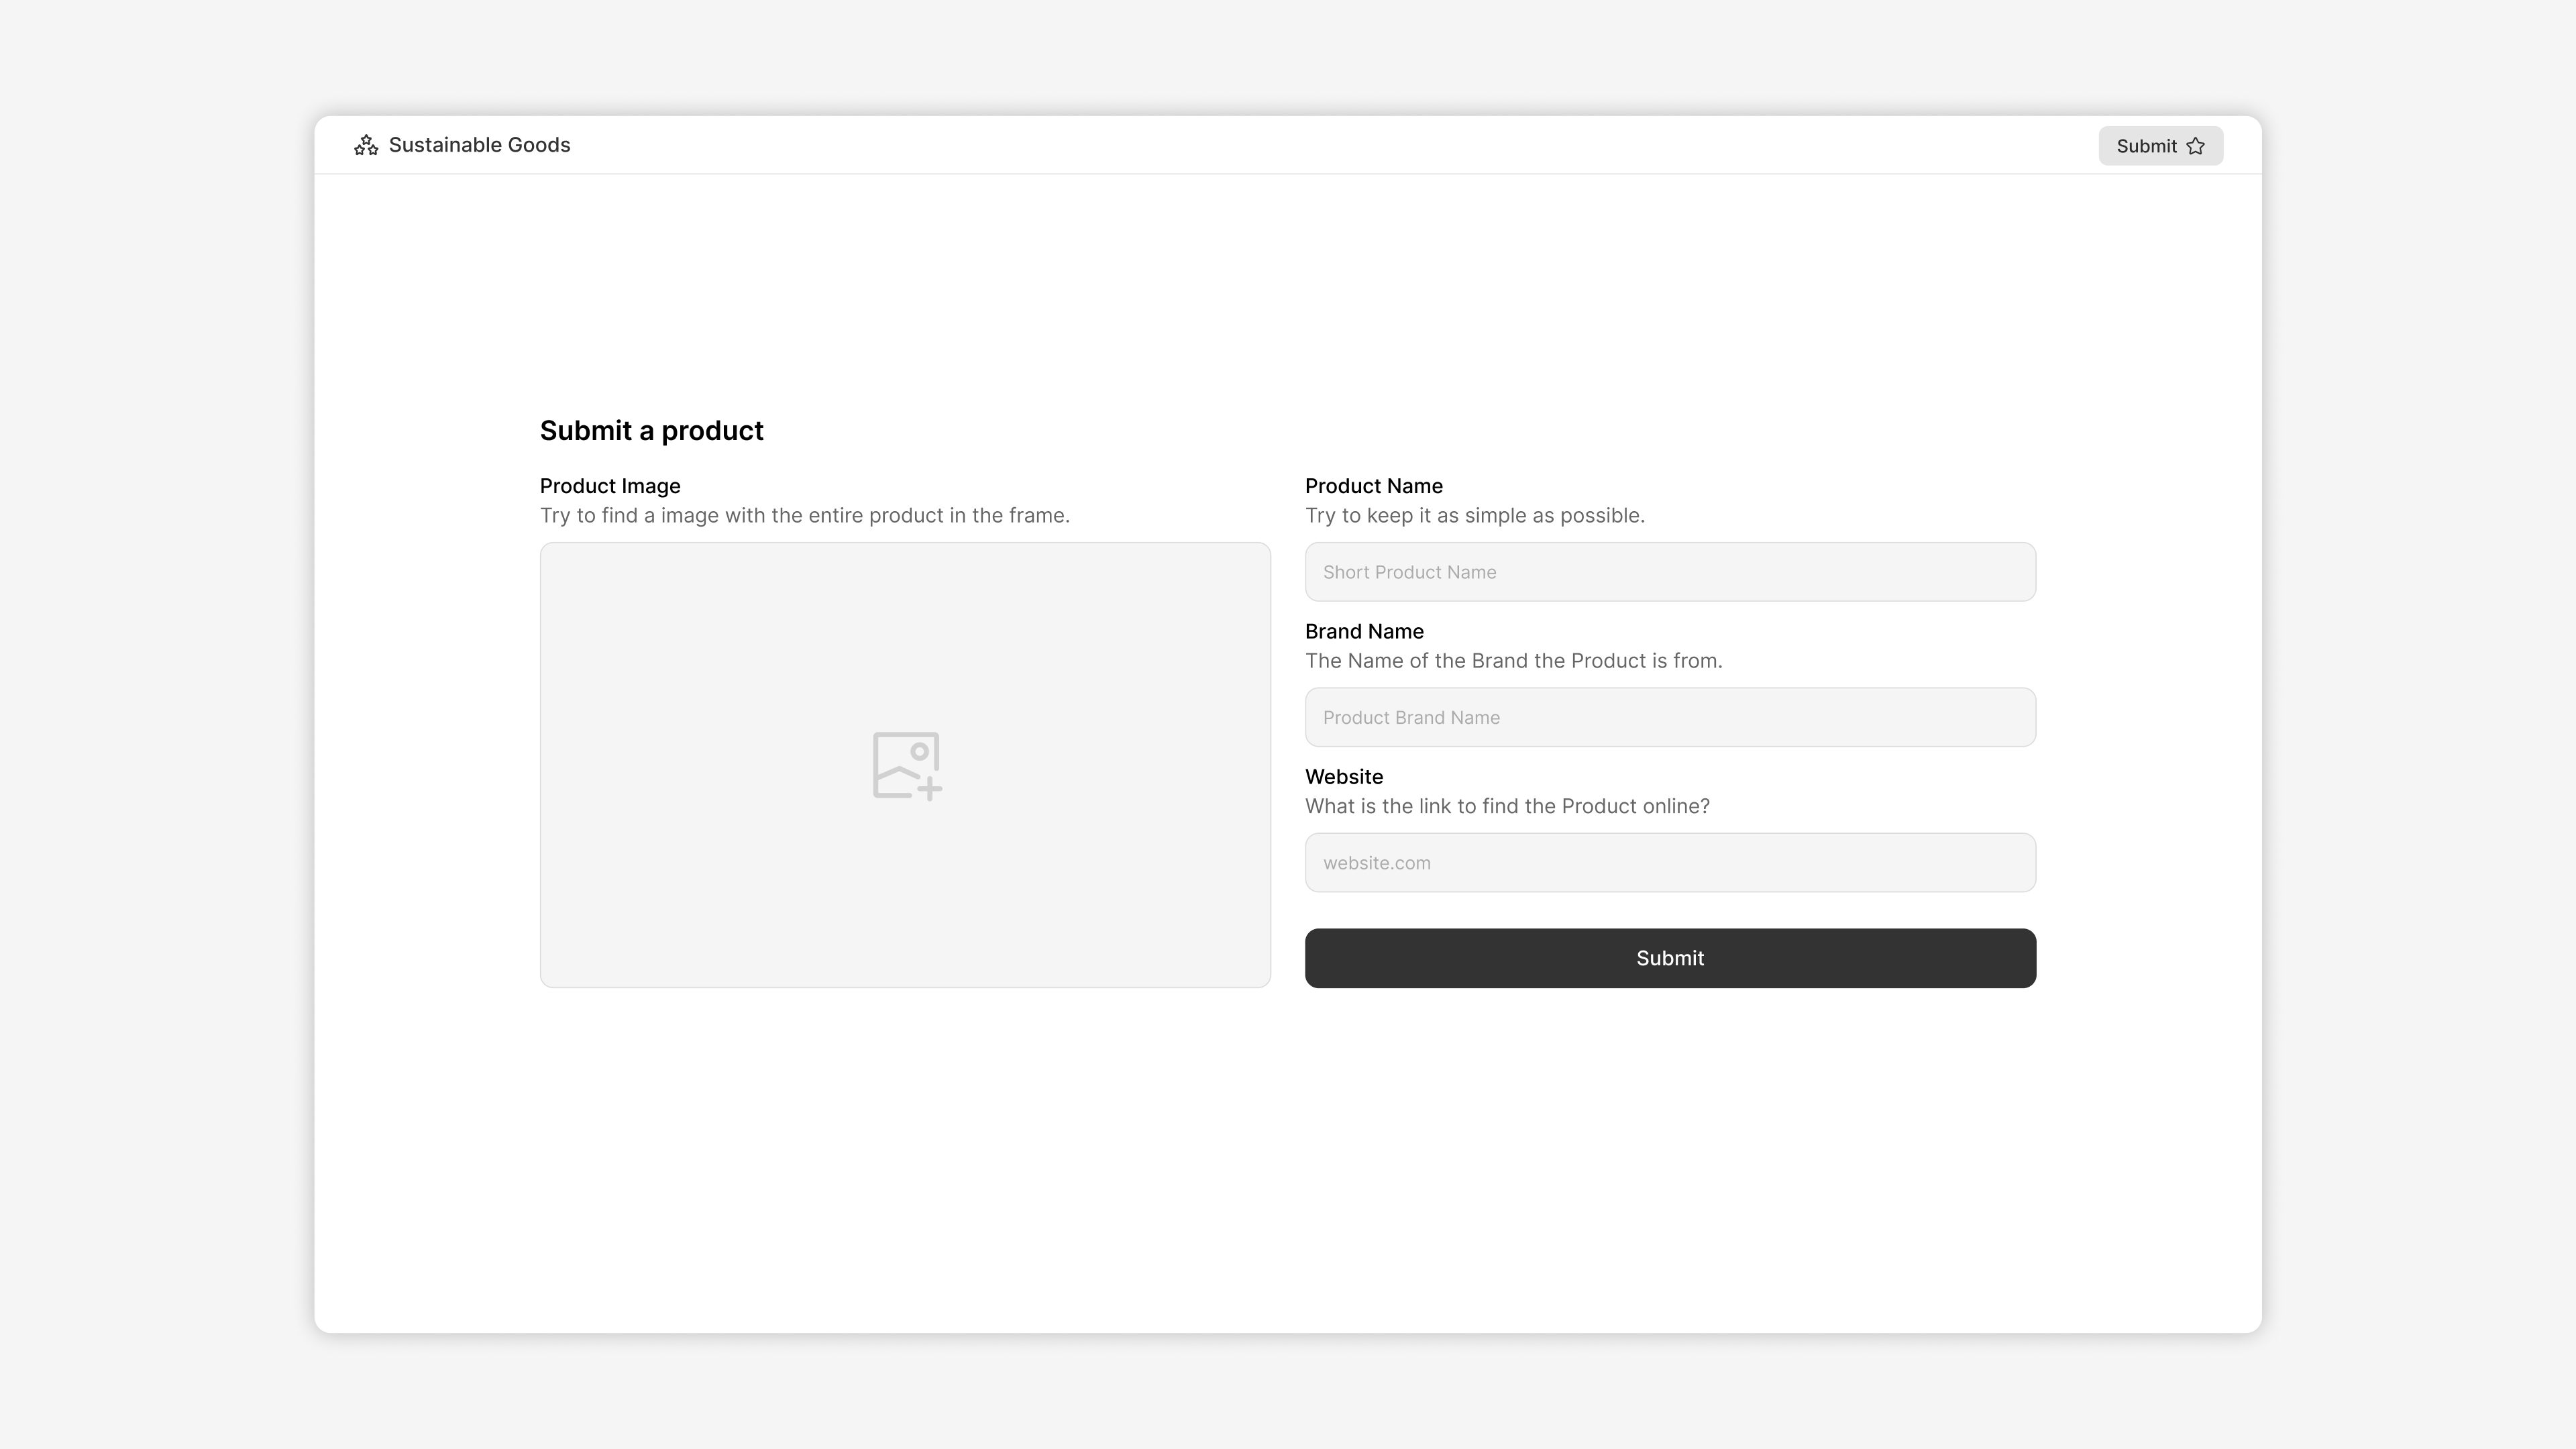 Sustainable Goods
Submit
Submit a product
Product Image
Try to find a image with the entire product in the frame.
Product Name
Try to keep it as simple as possible.
Short Product Name
Brand Name
The Name of the Brand the Product is from.
Product Brand Name
Website
What is the link to find the Product online?
website.com
Submit